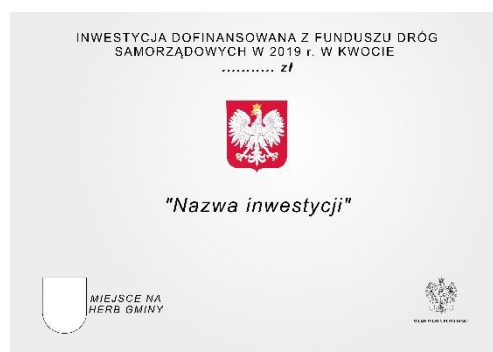 INWESTYCJA DOFINANSOWANA Z FUNDUSZU DRÓG
SAMORZĄDOWYCH W 2019 r. W KWOCIE
........... zł
"Nazwa inwestycji"
MIEJSCE NA
HERB GMINY